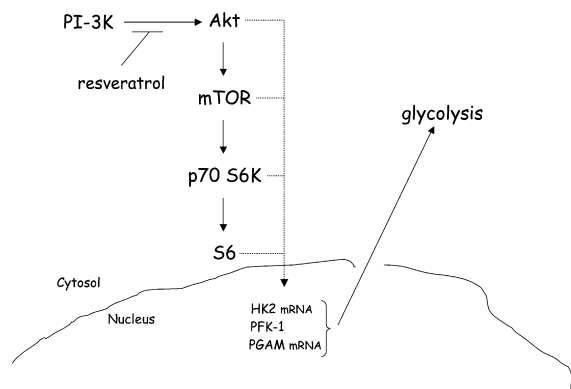 PI-3K
Akt
resveratrol
mTOR
glycolysis
p70 S6K
S6
Cytosol
Nucleus
HK2 mRNA
PFK-1
PGAM mRNA